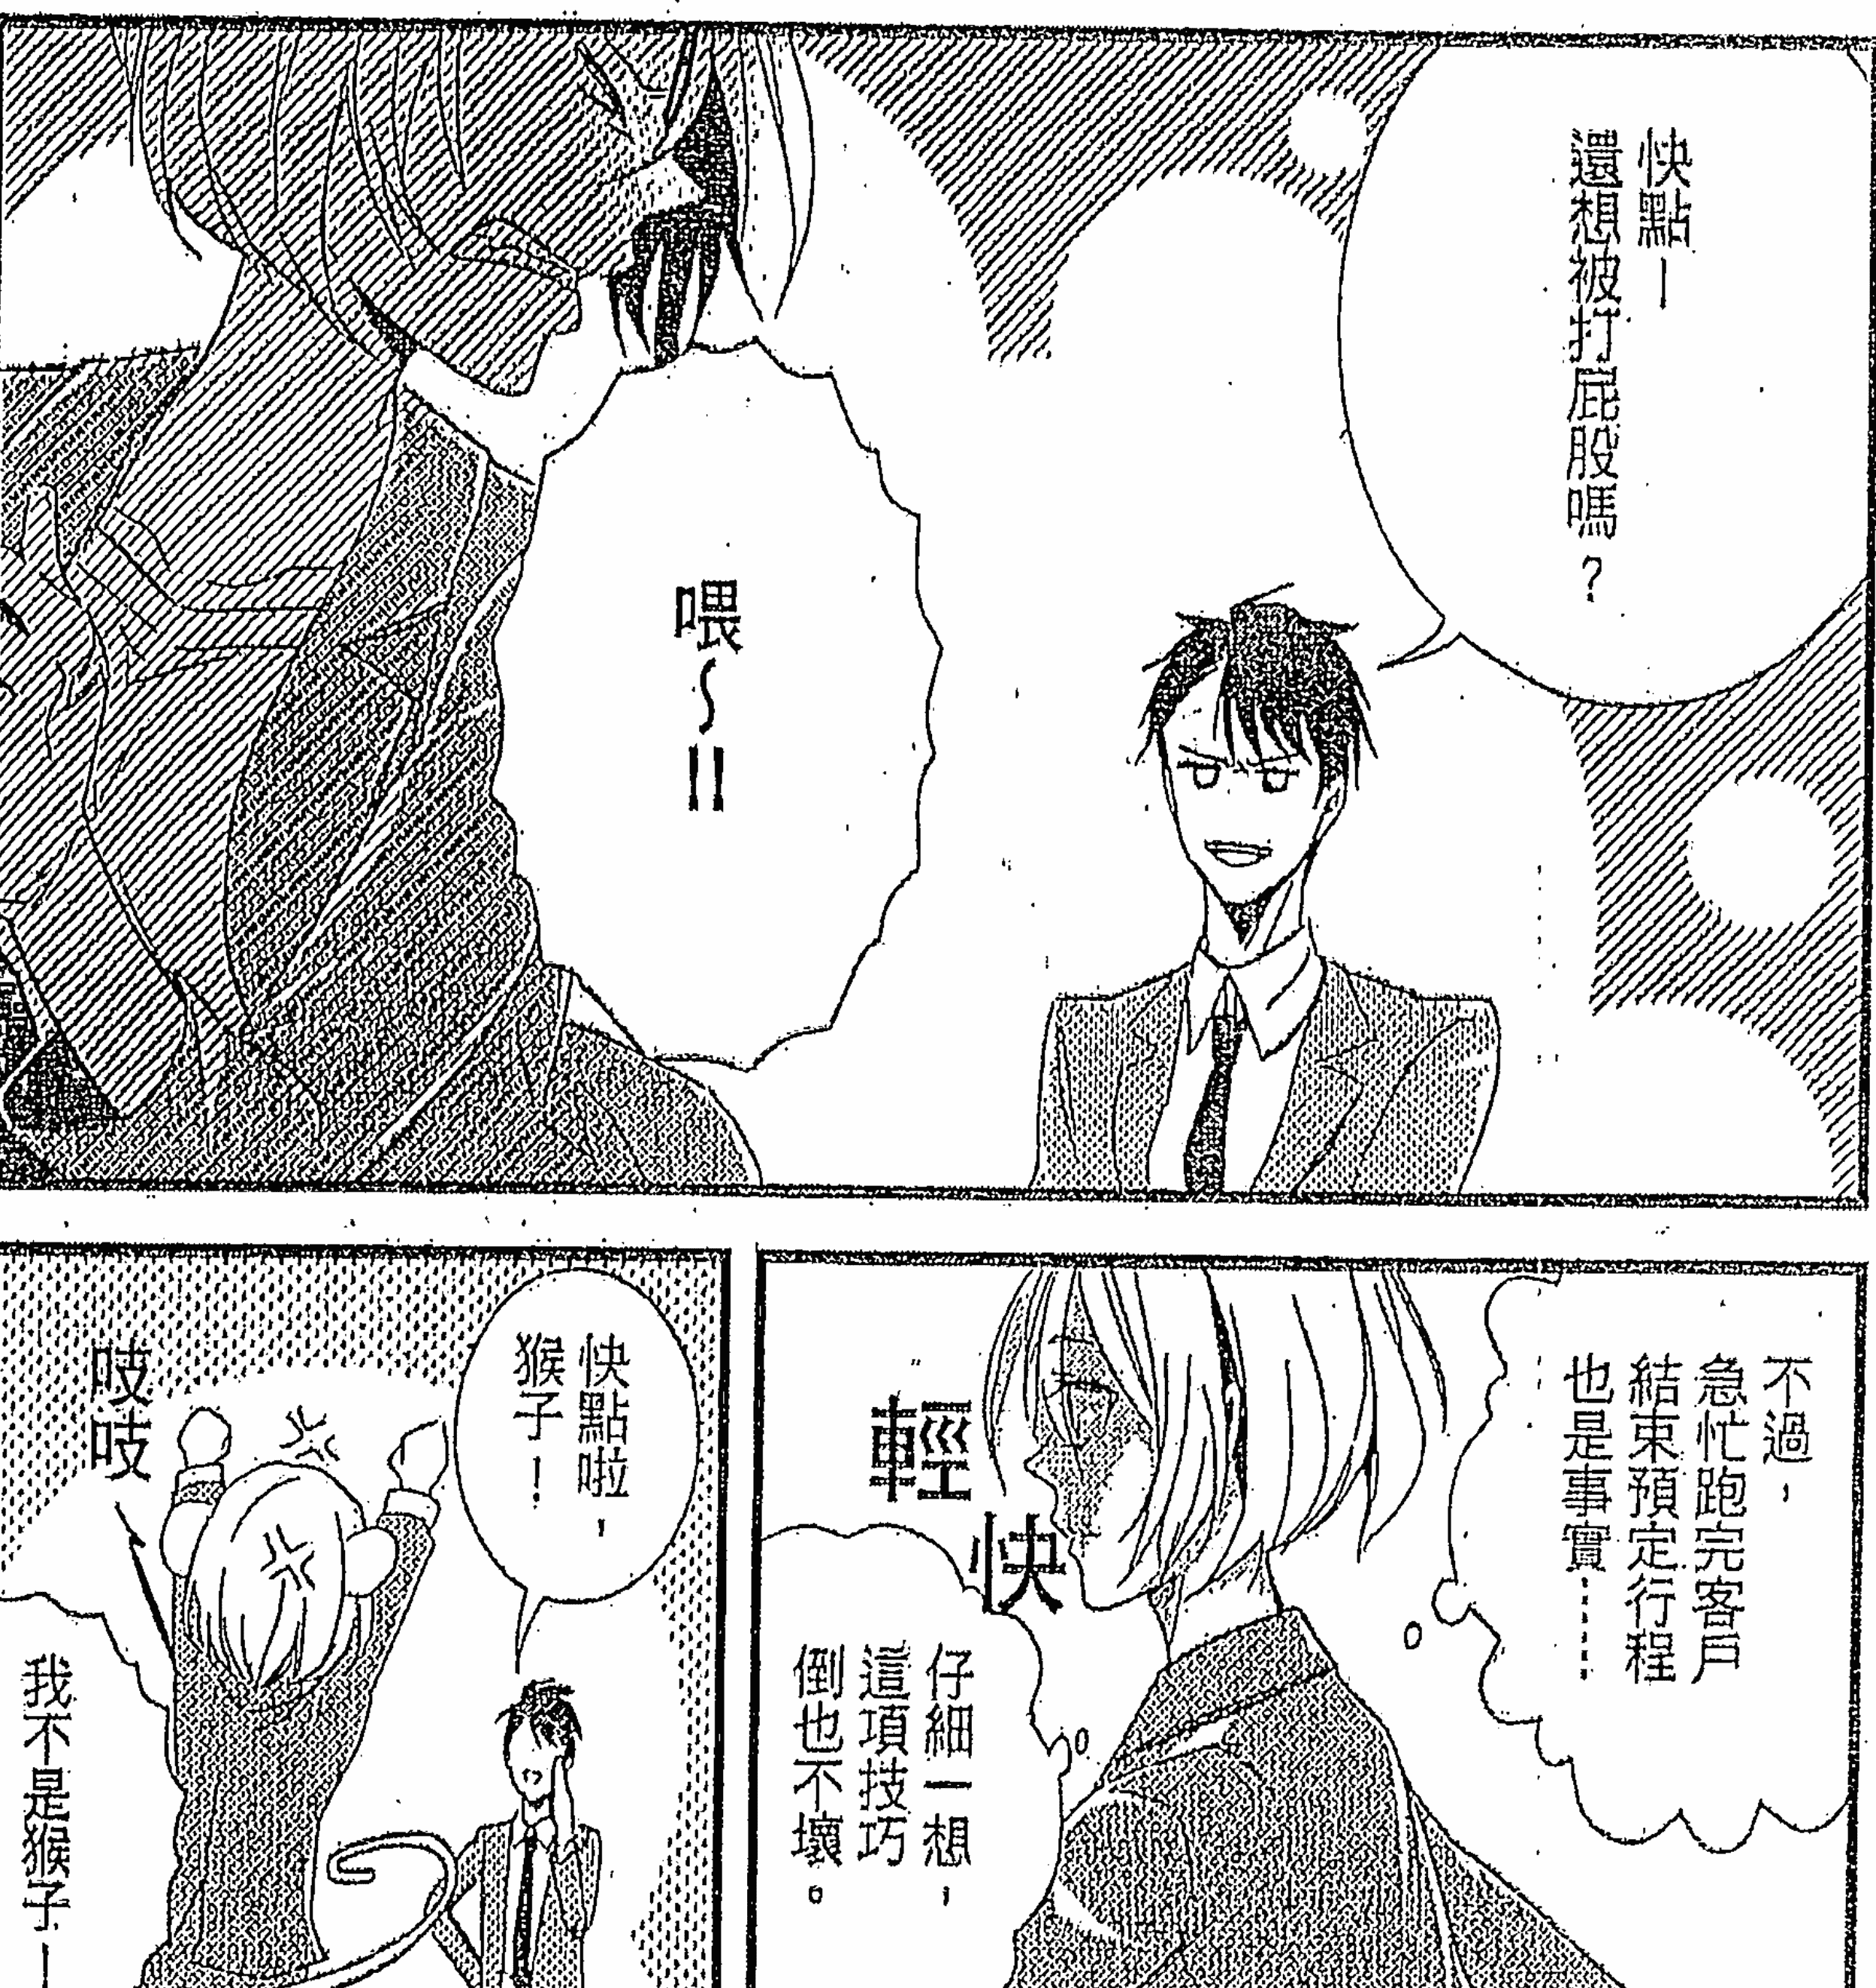 快點—
還想被打屁股嗎？
喂～!!
不過，
急忙跑完客戶
結束預定行程
也是事實……
輕快
仔細一想，
這項技巧
倒也不壞。
快點啦，
猴子！
吱吱
我不是猴子—